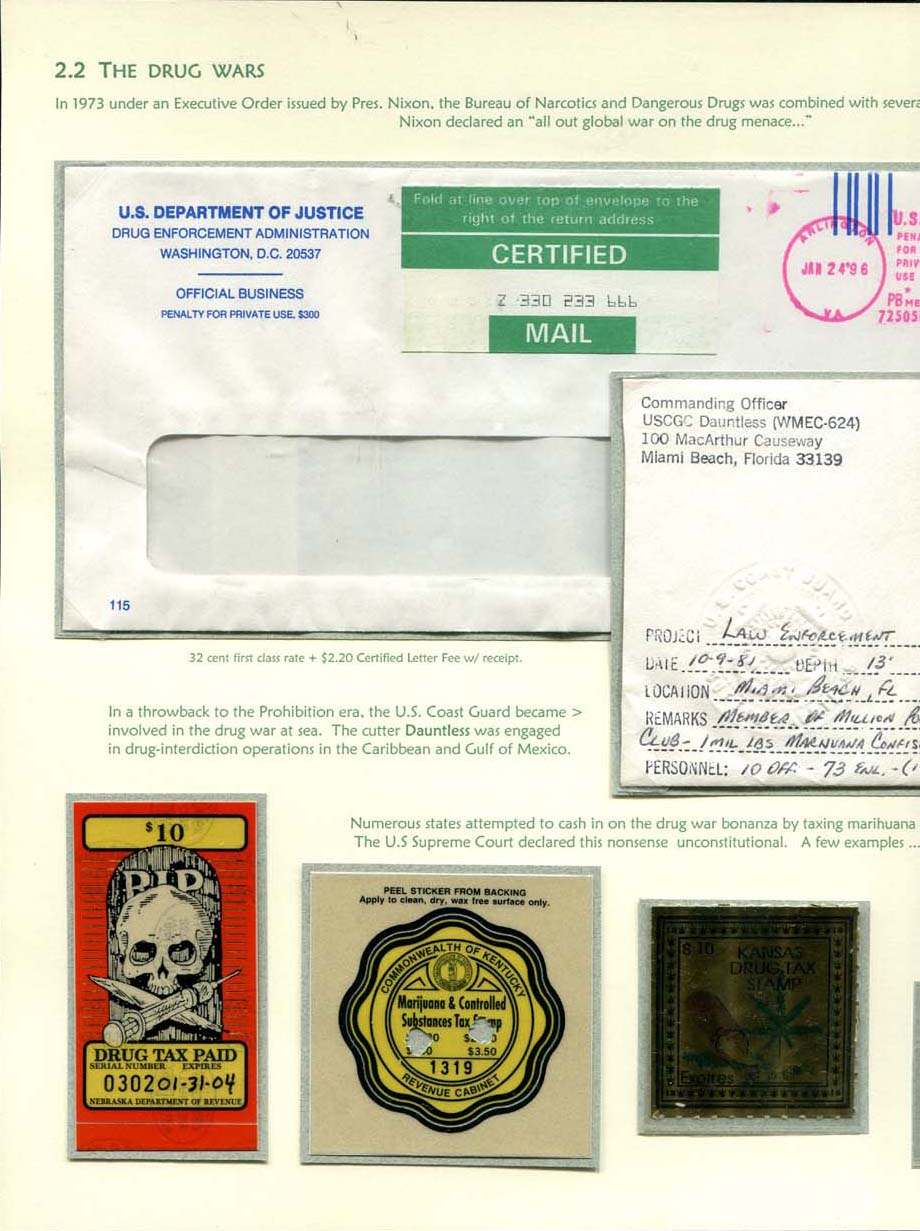 2.2 THE DRUG WARS
In 1973 under an Executive Order issued by Pres. Nixon, the Bureau of Narcotics and Dangerous Drugs was combined with severa
Nixon declared an "all out global war on the drug menace..."
U.S. DEPARTMENT OF JUSTICE
DRUG ENFORCEMENT ADMINISTRATION
WASHINGTON, D.C. 20537
OFFICIAL BUSINESS
PENALTY FOR PRIVATE USE, $300
Fold at line over top of envelope to the
right of the return address
CERTIFIED
Z 330 233 666
MAIL
ARLINGTON
JAN 24'96
VA
U.S.
PENA
FOR
PRIV
USE
*
PB ME
72505
115
Commanding Officer
USCGC Dauntless (WMEC-624)
100 MacArthur Causeway
Miami Beach, Florida 33139
U.S. COAST GUARD
PROJECT LAW ENFORCEMENT
DATE 10-9-81 DEPTH 13'
LOCATION MIAMI BEACH, FL
REMARKS MEMBER OF MILLION PO
CLUB - 1 MIL LBS MARIJUANA CONFIS
PERSONNEL: 10 OFF. - 73 ENL. - (1
32 cent first class rate + $2.20 Certified Letter Fee w/ receipt.
In a throwback to the Prohibition era, the U.S. Coast Guard became >
involved in the drug war at sea. The cutter Dauntless was engaged
in drug-interdiction operations in the Caribbean and Gulf of Mexico.
Numerous states attempted to cash in on the drug war bonanza by taxing marihuana
The U.S Supreme Court declared this nonsense unconstitutional. A few examples ...
$10
RIP
DRUG TAX PAID
SERIAL NUMBER EXPIRES
030201-31-04
NEBRASKA DEPARTMENT OF REVENUE
PEEL STICKER FROM BACKING
Apply to clean, dry, wax free surface only.
COMMONWEALTH OF KENTUCKY
Marijuana & Controlled
Substances Tax
$3.50
1319
REVENUE CABINET
$10
KANSAS
DRUG TAX
STAMP
Expires